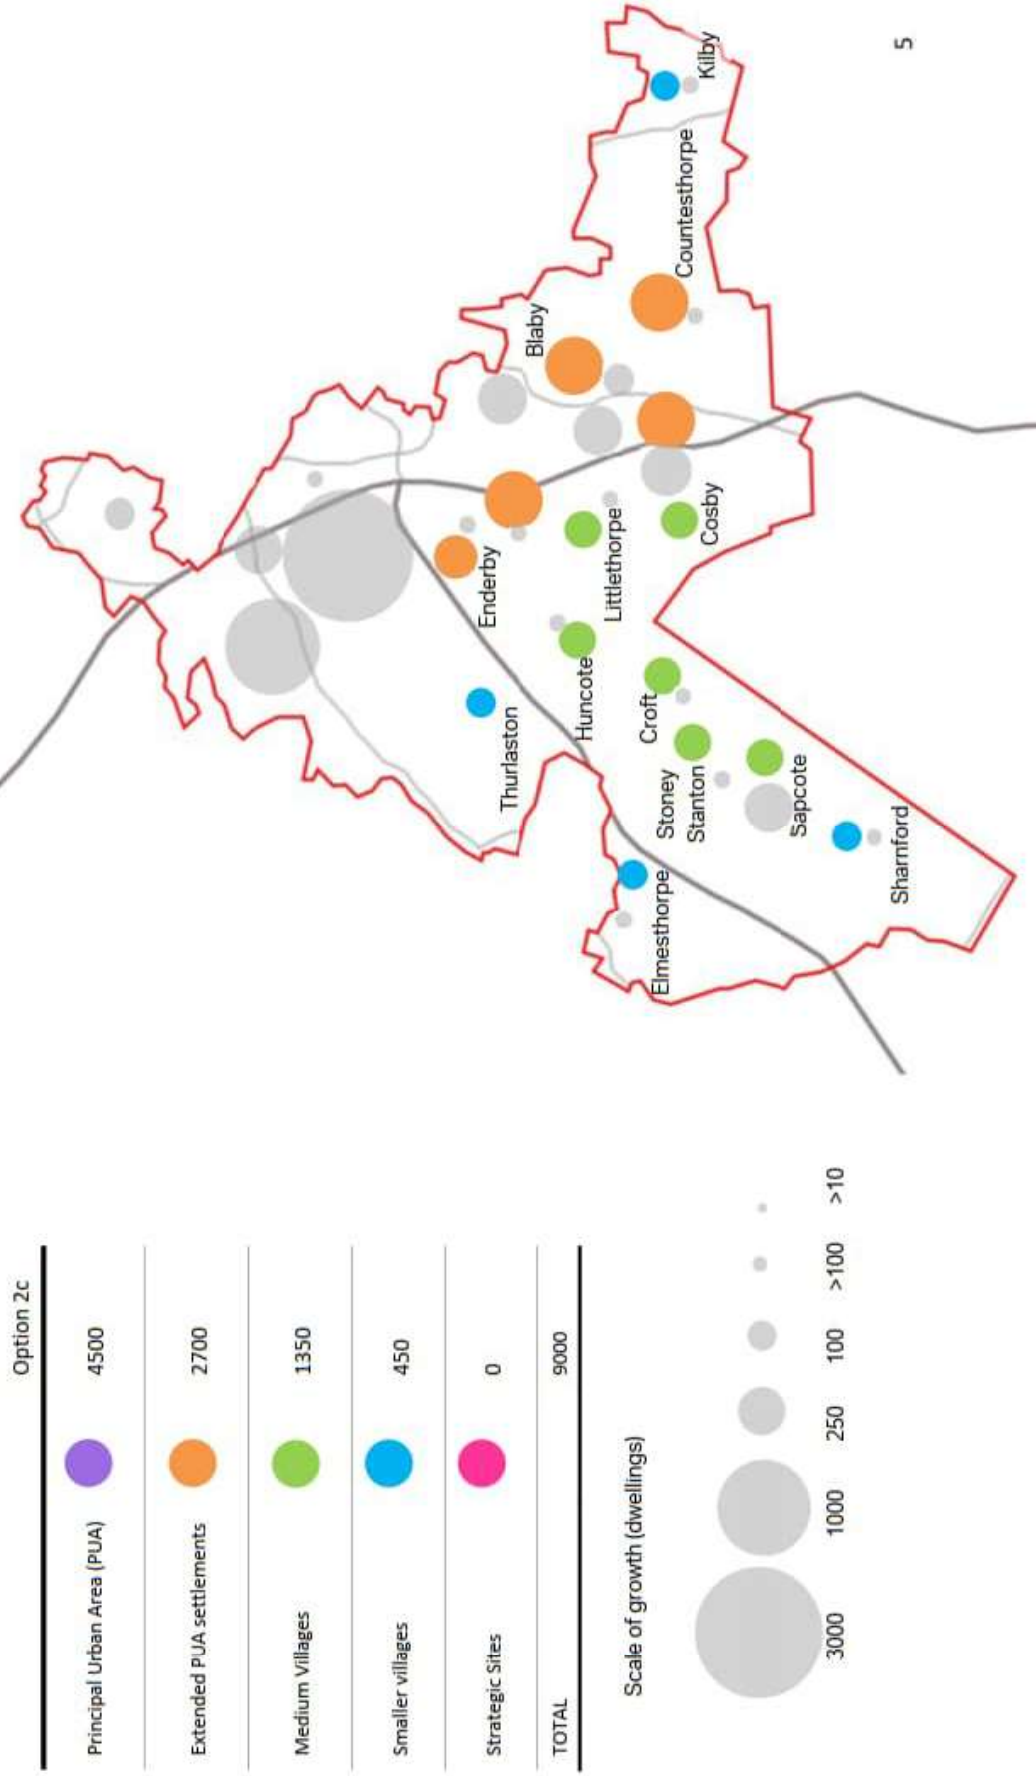 Option 2c
Principal Urban Area (PUA) 4500
Extended PUA settlements 2700
Medium Villages 1350
Smaller villages 450
Strategic Sites 0
TOTAL 9000
Scale of growth (dwellings)
3000 1000 250 100 >100 >10
Thurlaston
Enderby
Blaby
Huncote
Littlethorpe
Elmesthorpe
Croft
Stoney
Stanton
Cosby
Countesthorpe
Kilby
Sapcote
Sharnford
5